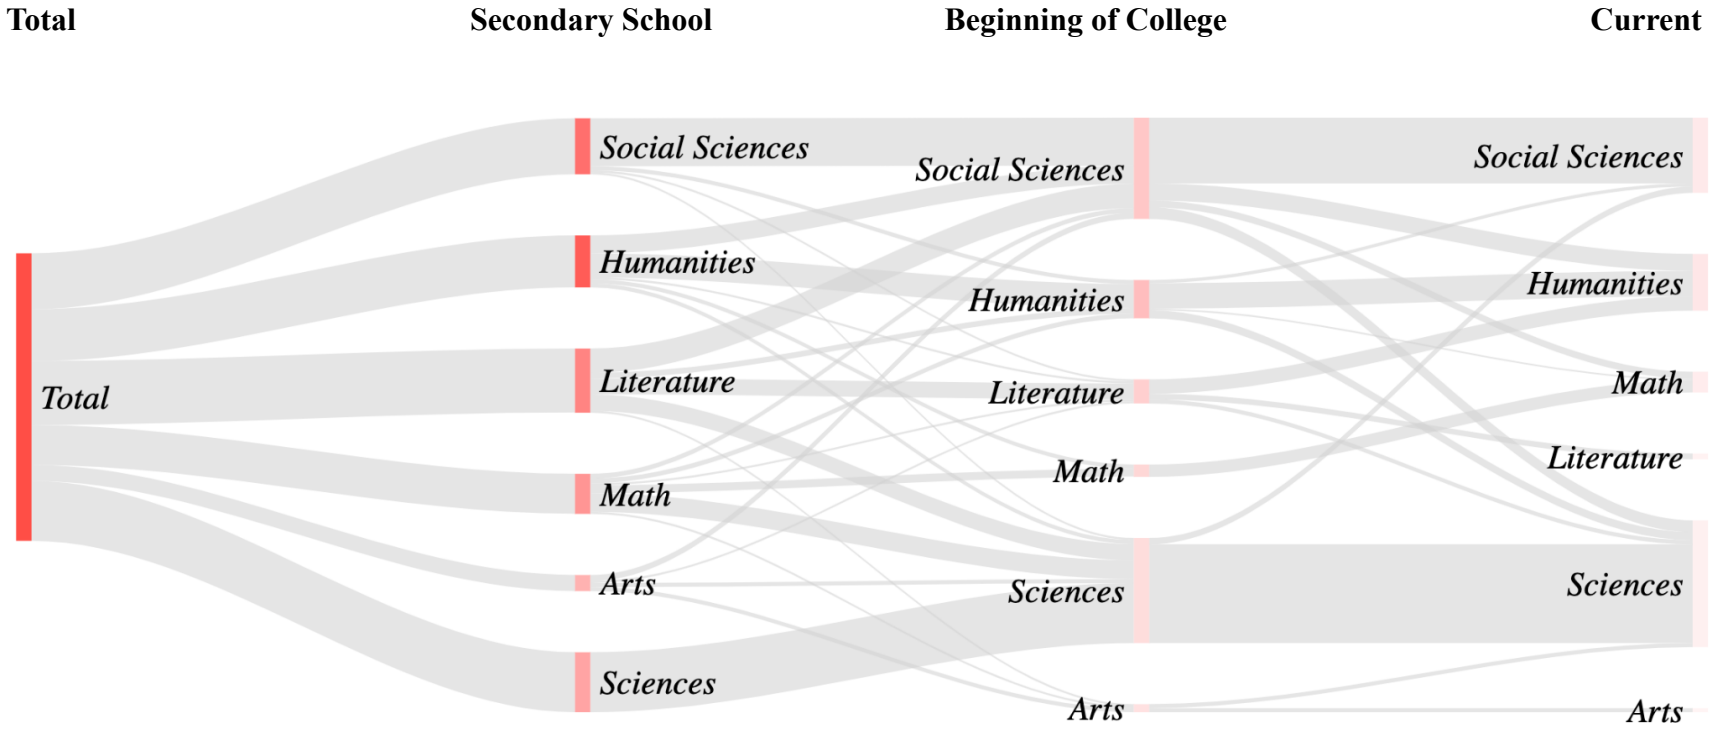 Total Secondary School Beginning of College Current
Total
Social Sciences
Humanities
Literature
Math
Arts
Sciences
Social Sciences
Humanities
Literature
Math
Sciences
Arts
Social Sciences
Humanities
Math
Literature
Sciences
Arts